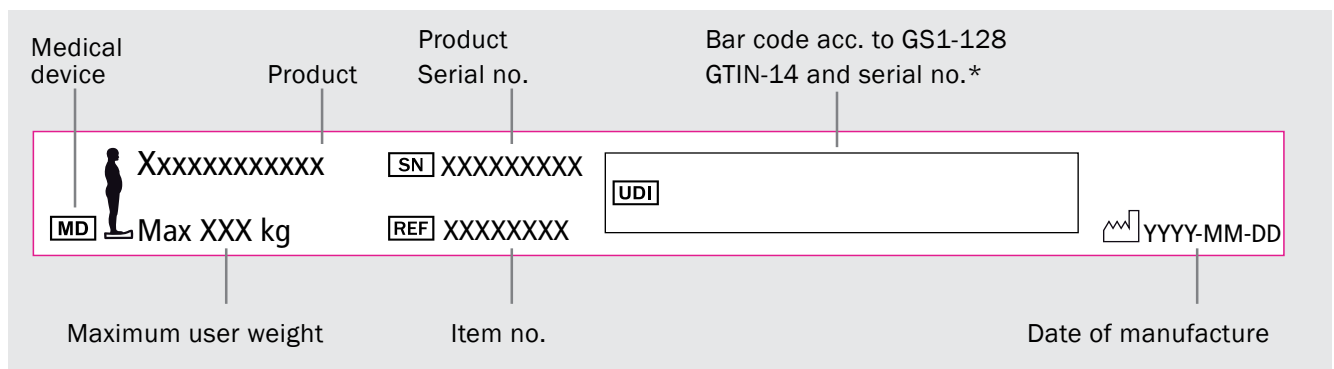 Medical
device
Product
Product
Serial no.
Bar code acc. to GS1-128
GTIN-14 and serial no.*
Xxxxxxxxxxxx
SN XXXXXXXXX
UDI
MD
Max XXX kg
REF XXXXXXXX
YYYY-MM-DD
Maximum user weight
Item no.
Date of manufacture